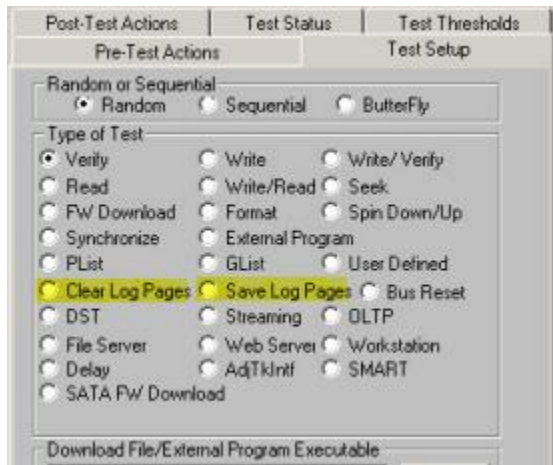 Post-Test Actions Test Status Test Thresholds
Pre-Test Actions Test Setup
Random or Sequential
Random Sequential ButterFly
Type of Test
Verify Write Write/Verify
Read Write/Read Seek
FW Download Format Spin Down/Up
Synchronize External Program
PList GList User Defined
Clear Log Pages Save Log Pages Bus Reset
DST Streaming OLTP
File Server Web Server Workstation
Delay AdjTkIntf SMART
SATA FW Download
Download File/External Program Executable